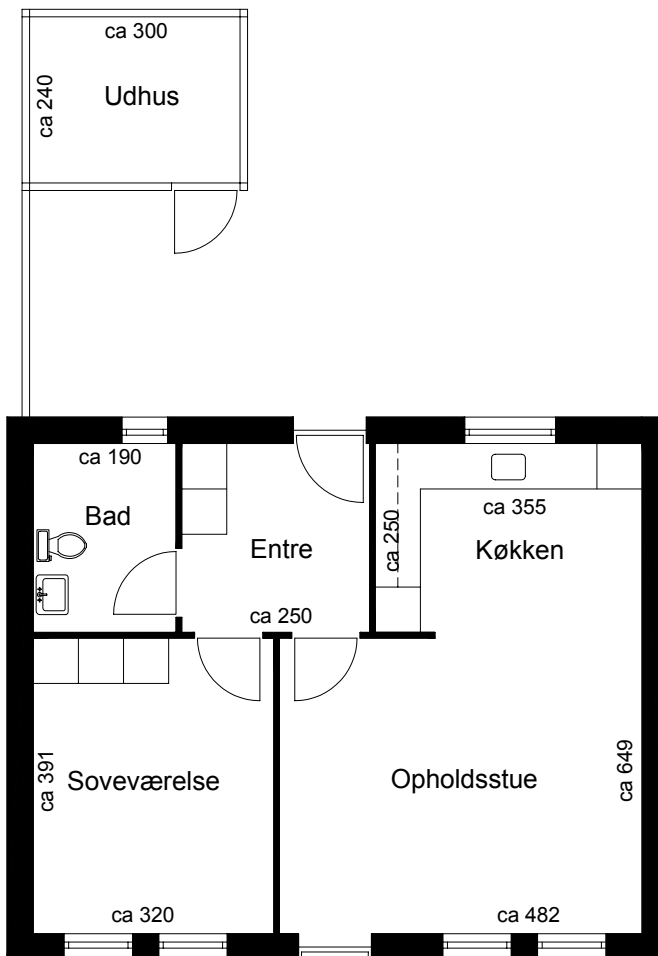 ca 300
ca 240
Udhus
ca 190
Bad
Entre
ca 250
ca 250
ca 355
Køkken
ca 391
Soveværelse
Opholdsstue
ca 649
ca 320
ca 482